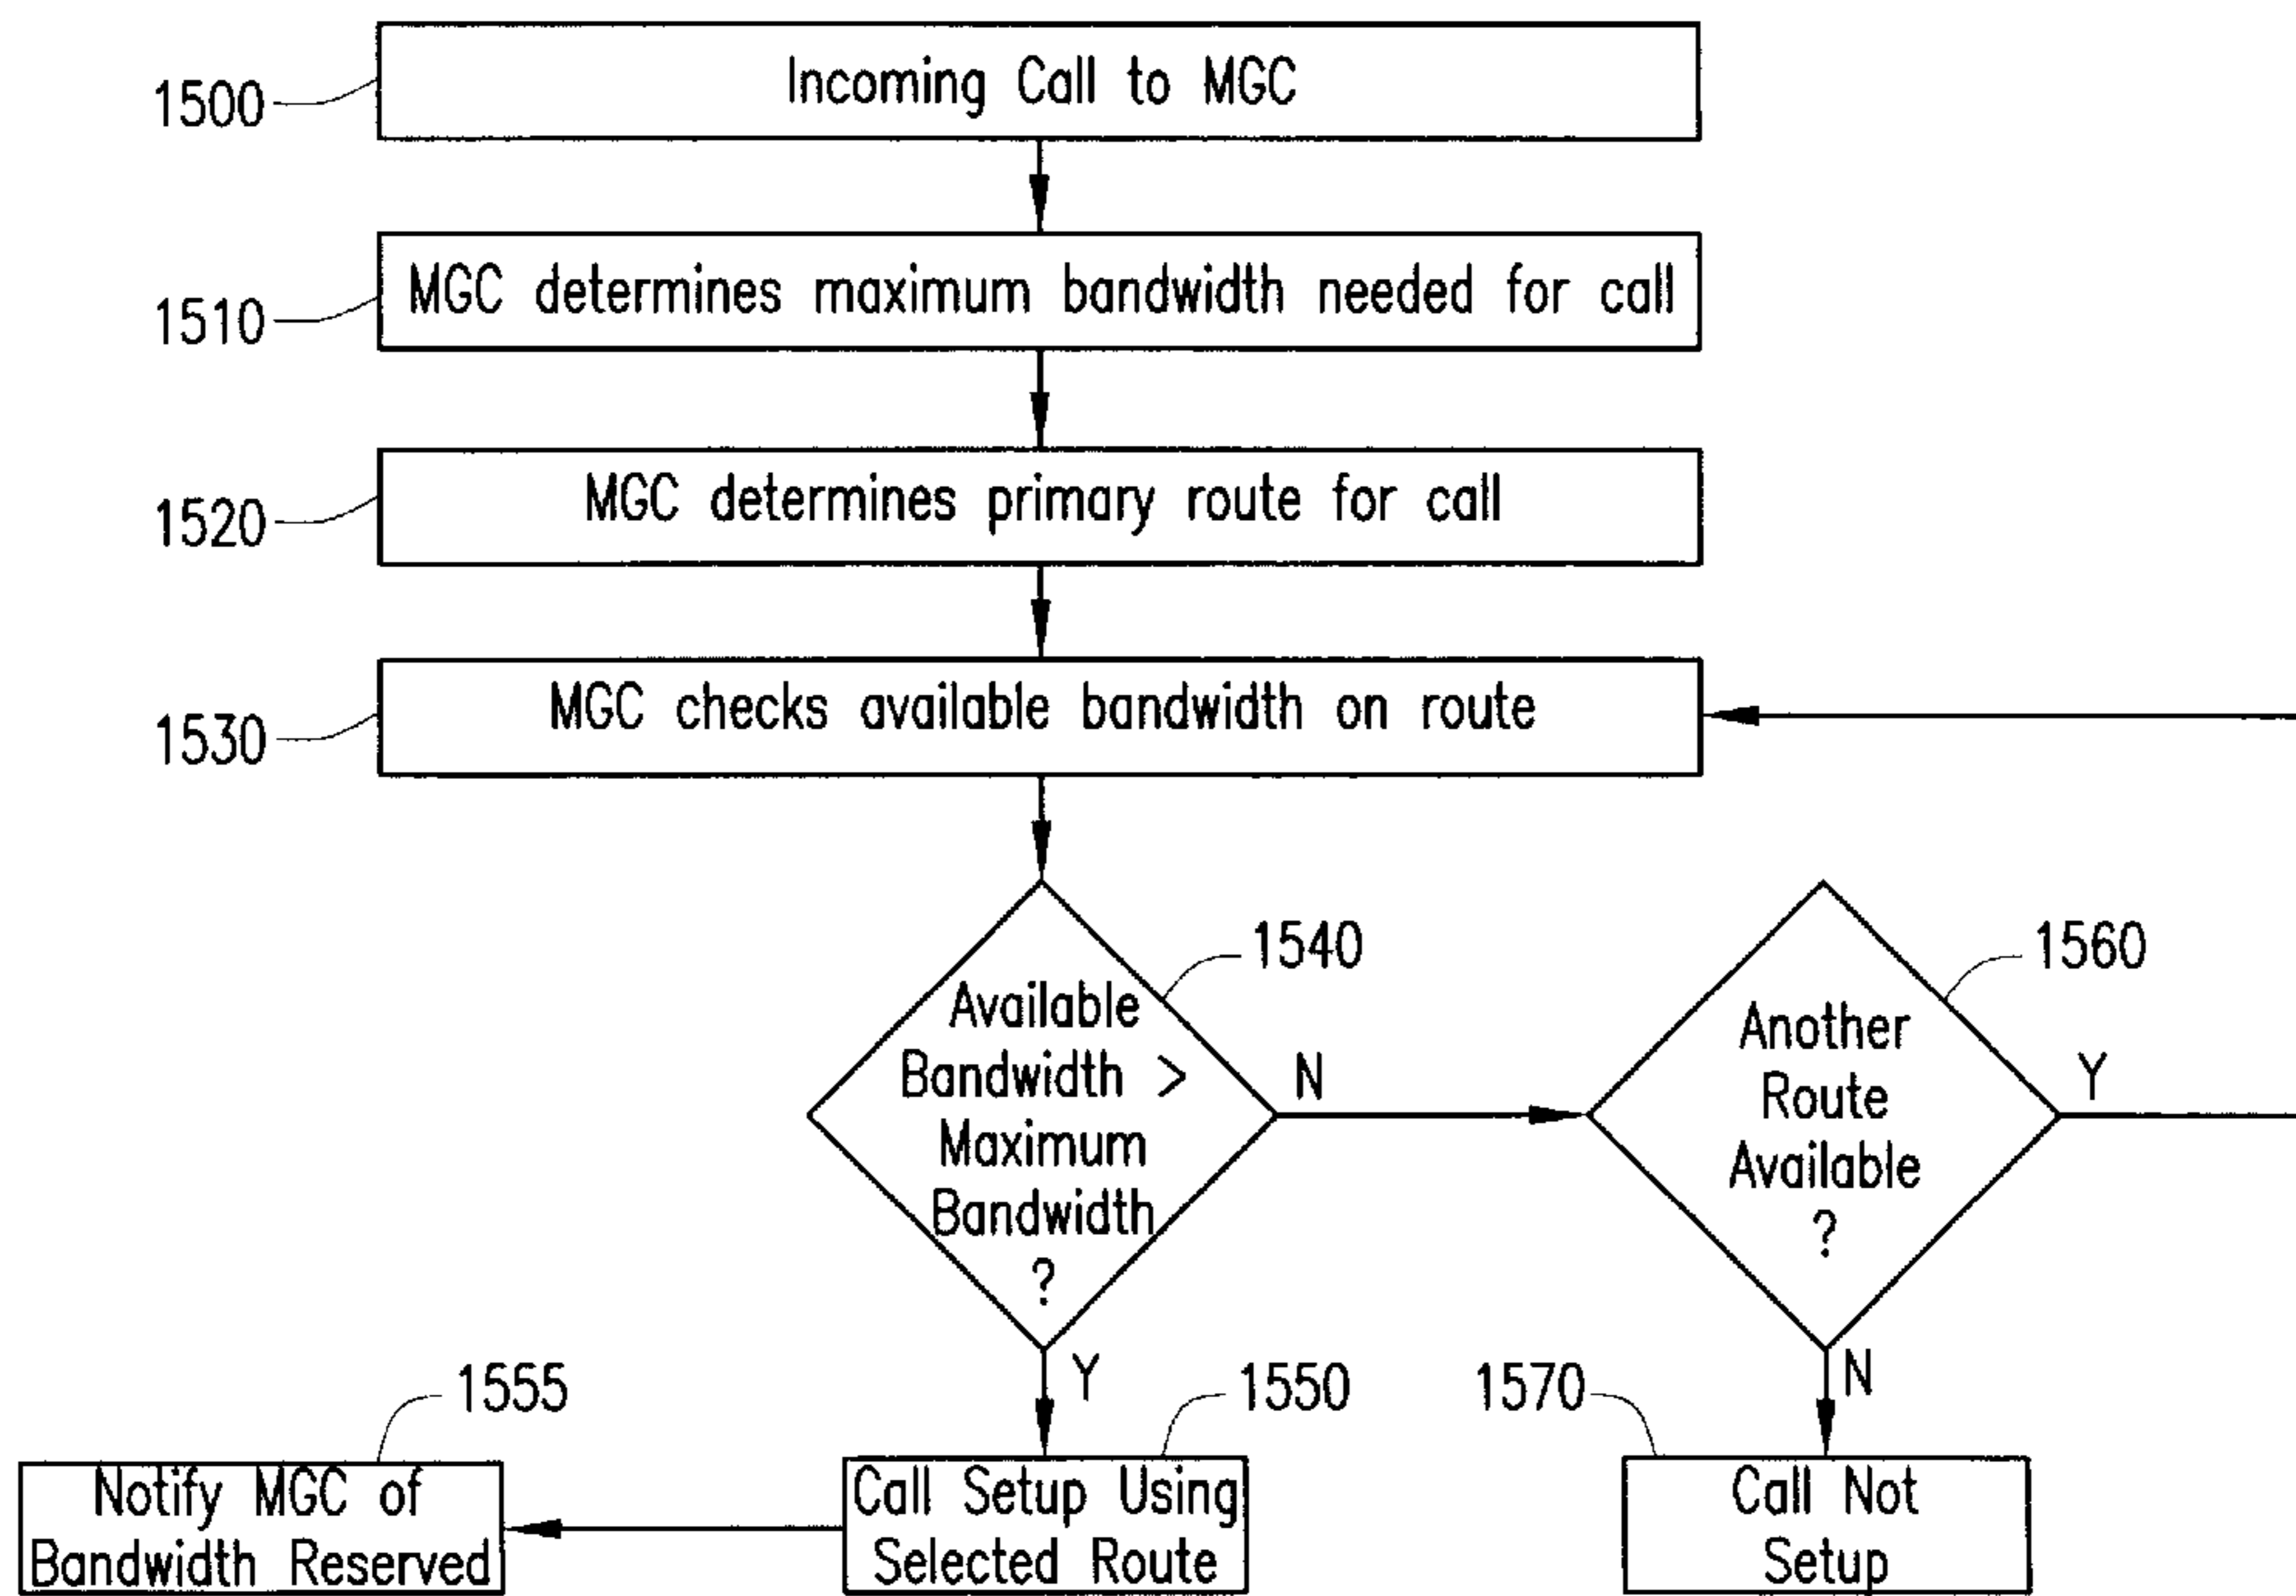 1500
Incoming Call to MGC
1510
MGC determines maximum bandwidth needed for call
1520
MGC determines primary route for call
1530
MGC checks available bandwidth on route
1540
Available
Bandwidth >
Maximum
Bandwidth
?
N
Y
1560
Another
Route
Available
?
Y
N
1555
Notify MGC of
Bandwidth Reserved
1550
Call Setup Using
Selected Route
1570
Call Not
Setup